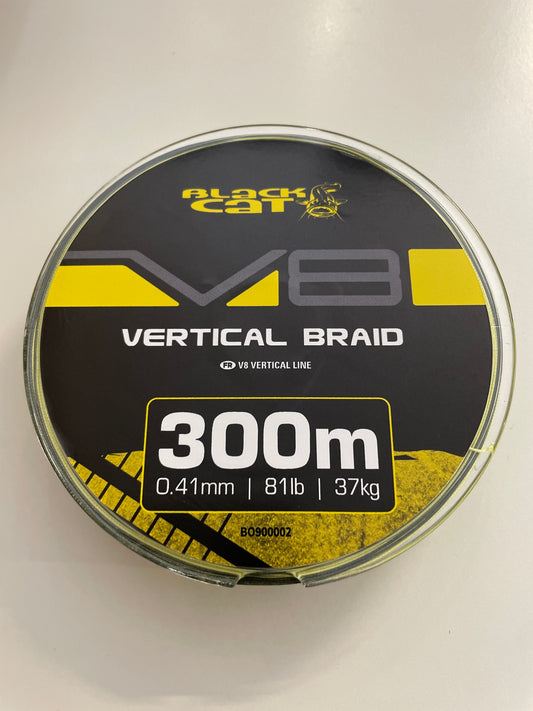 BLACK
CAT
V8
VERTICAL BRAID
FR V8 VERTICAL LINE
300m
0.41mm | 81lb | 37kg
BO900002